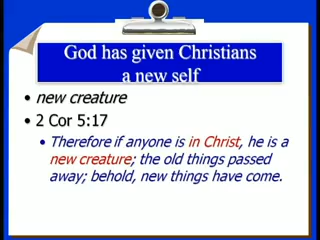 God has given Christians
a new self
• new creature
• 2 Cor 5:17
• Therefore if anyone is in Christ, he is a
new creature; the old things passed
away; behold, new things have come.